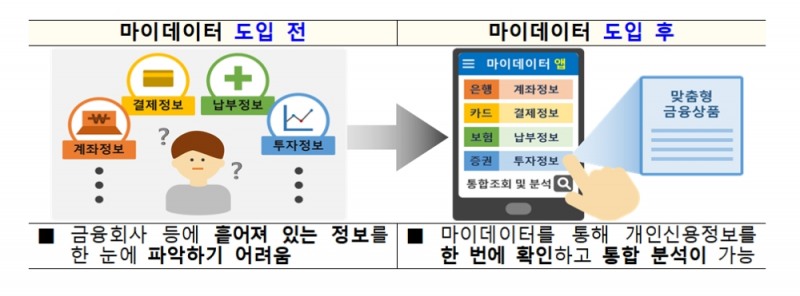 마이데이터 도입 전
마이데이터 도입 후
결제정보
납부정보
₩
계좌정보
투자정보
?
?
마이데이터 앱
은행 계좌정보
카드 결제정보
보험 납부정보
증권 투자정보
통합조회 및 분석
맞춤형
금융상품
■ 금융회사 등에 흩어져 있는 정보를
한 눈에 파악하기 어려움
■ 마이데이터를 통해 개인신용정보를
한 번에 확인하고 통합 분석이 가능